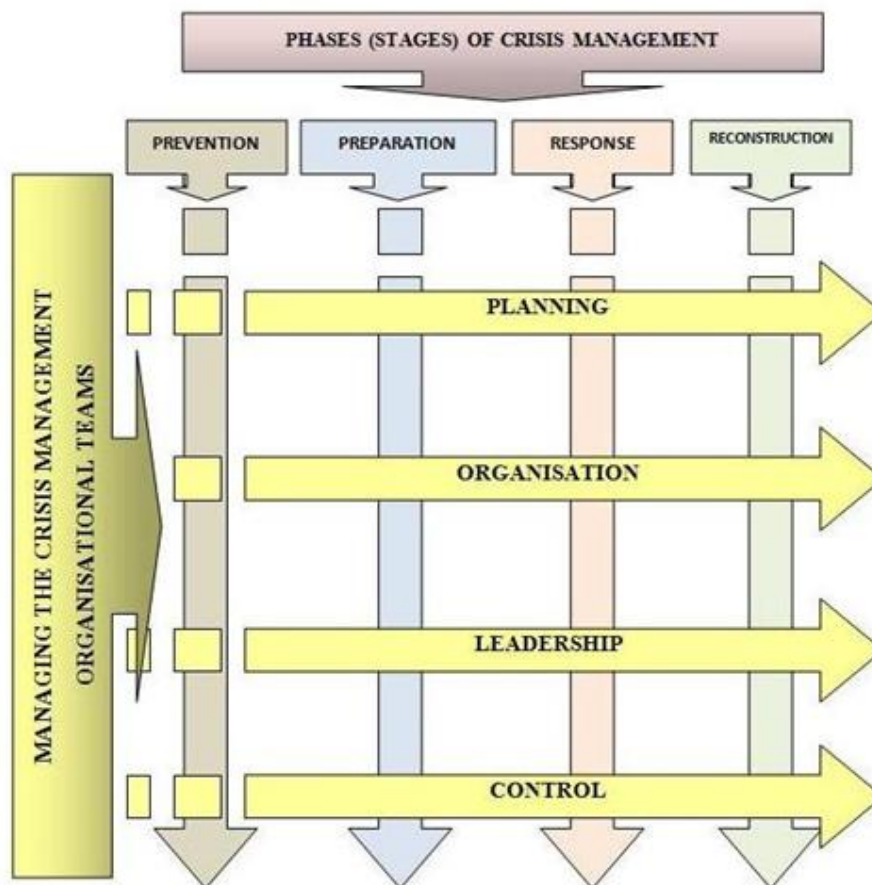 PHASES (STAGES) OF CRISIS MANAGEMENT
PREVENTION
PREPARATION
RESPONSE
RECONSTRUCTION
MANAGING THE CRISIS MANAGEMENT
ORGANISATIONAL TEAMS
PLANNING
ORGANISATION
LEADERSHIP
CONTROL